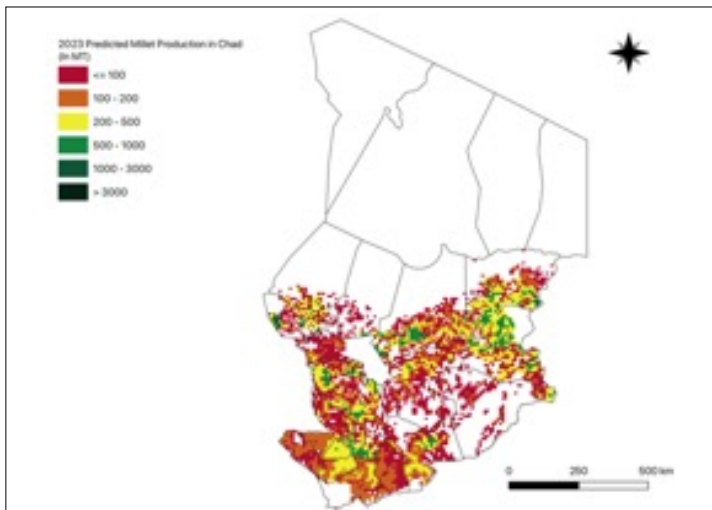 2023 Predicted Millet Production in Chad
(In MT)
<= 100
100 - 200
200 - 500
500 - 1000
1000 - 3000
> 3000
0 250 500 km